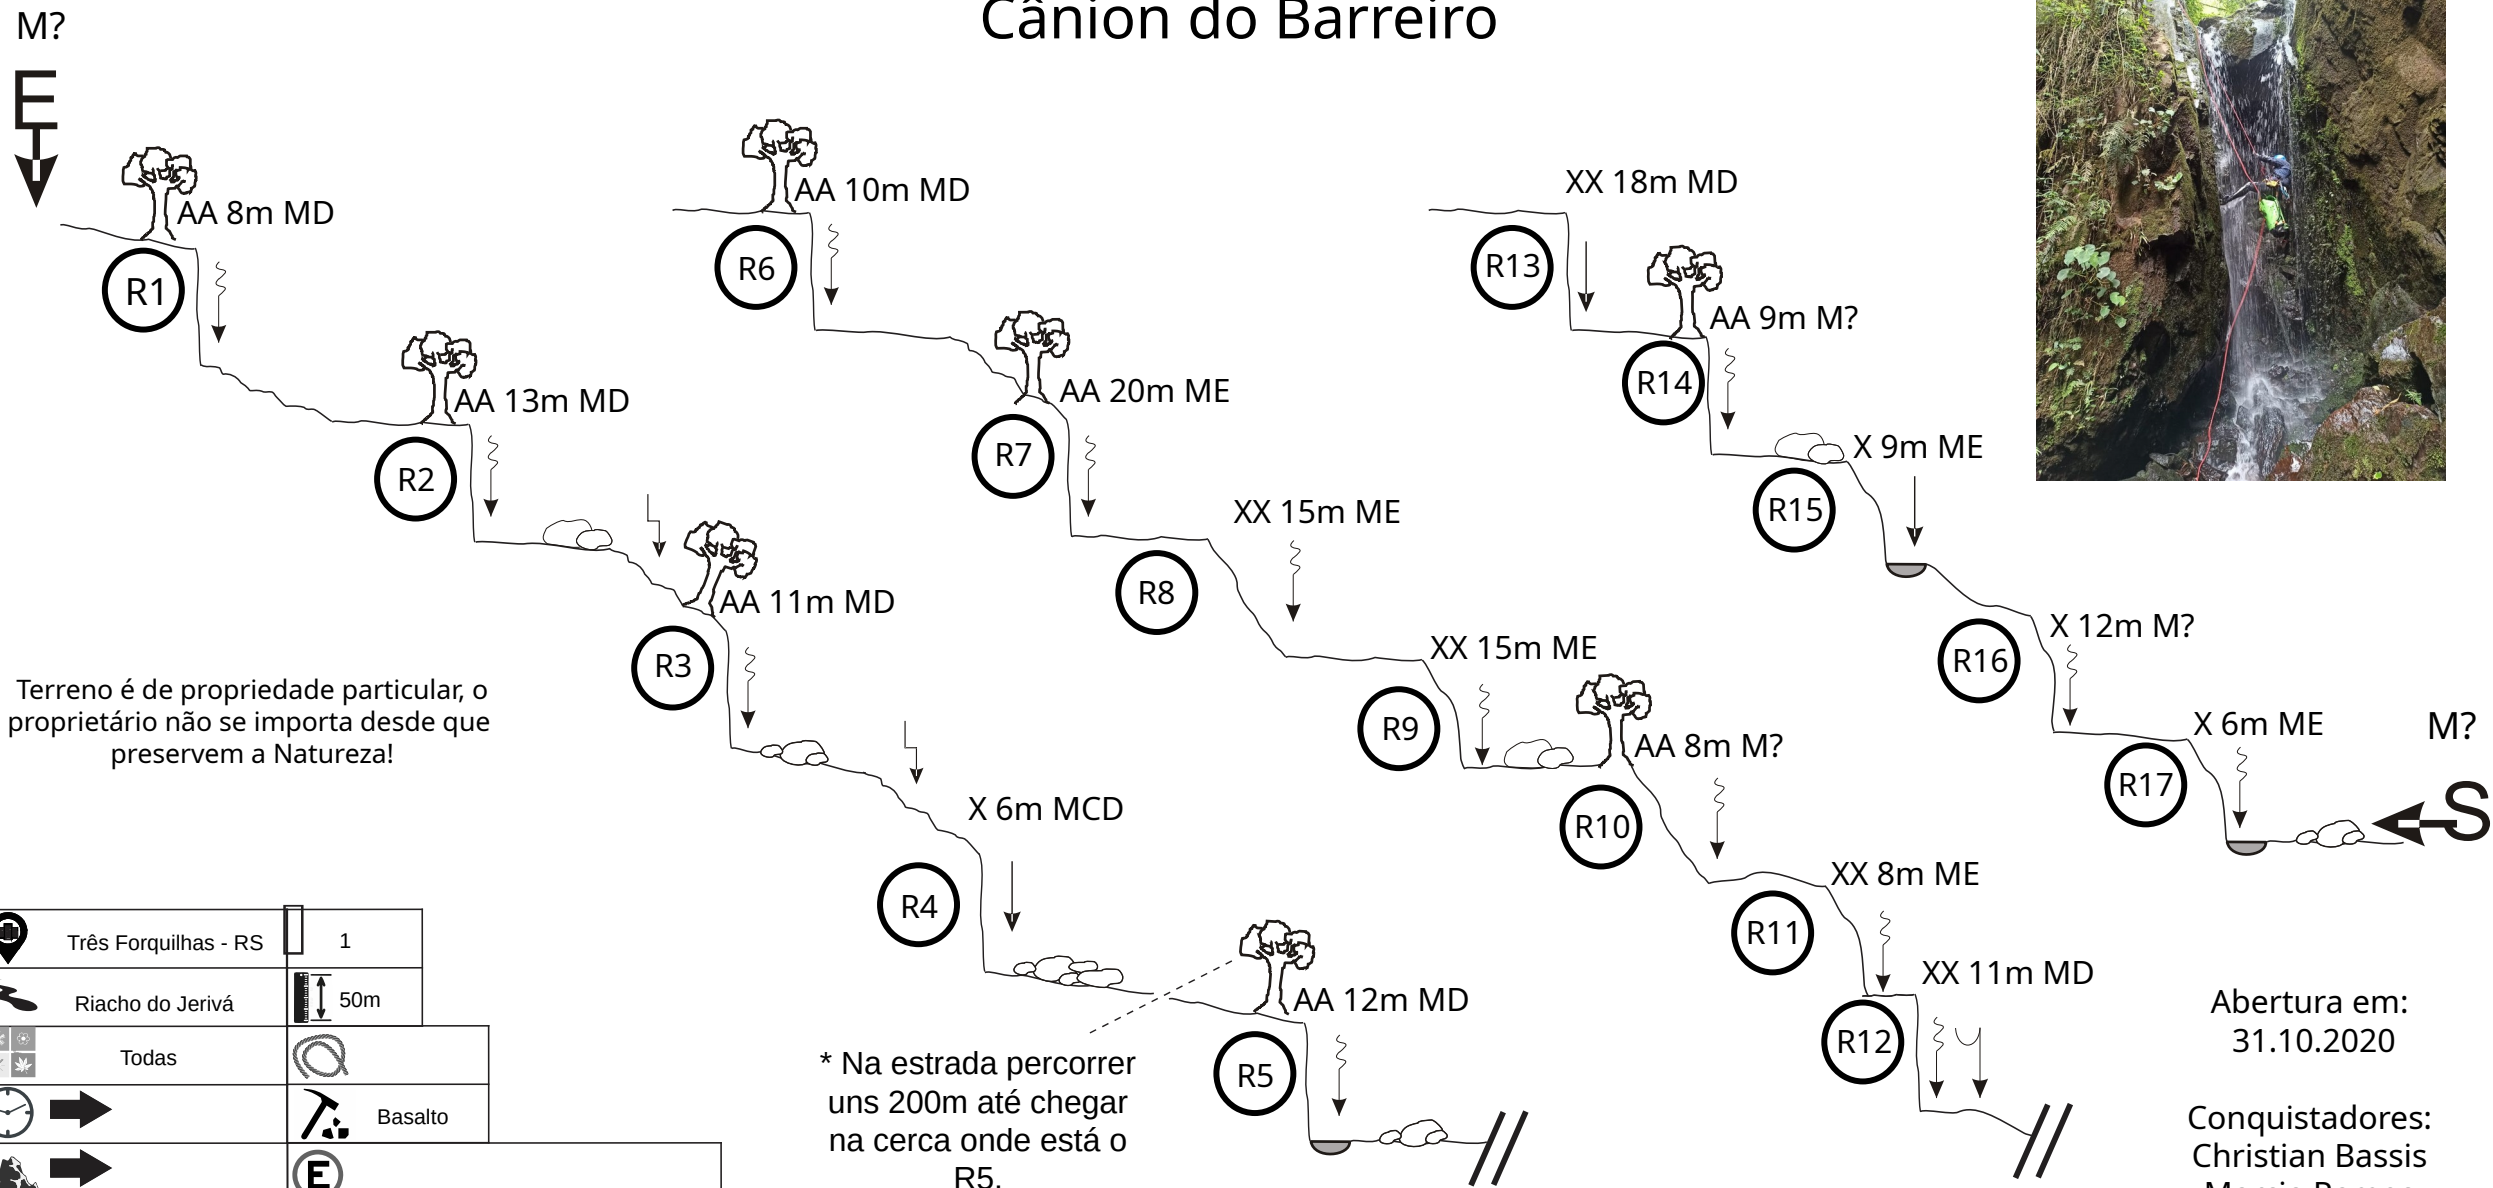 Cânion do Barreiro
M?
E
AA 8m MD
R1
AA 13m MD
R2
AA 11m MD
R3
X 6m MCD
R4
AA 12m MD
R5
* Na estrada percorrer
uns 200m até chegar
na cerca onde está o
R5.
AA 10m MD
R6
AA 20m ME
R7
XX 15m ME
R8
XX 15m ME
R9
AA 8m M?
R10
XX 8m ME
R11
XX 11m MD
R12
XX 18m MD
R13
AA 9m M?
R14
X 9m ME
R15
X 12m M?
R16
X 6m ME
R17
M?
S
Terreno é de propriedade particular, o
proprietário não se importa desde que
preservem a Natureza!
Três Forquilhas - RS
1
Riacho do Jerivá
50m
Todas
Basalto
E
Abertura em:
31.10.2020
Conquistadores:
Christian Bassis